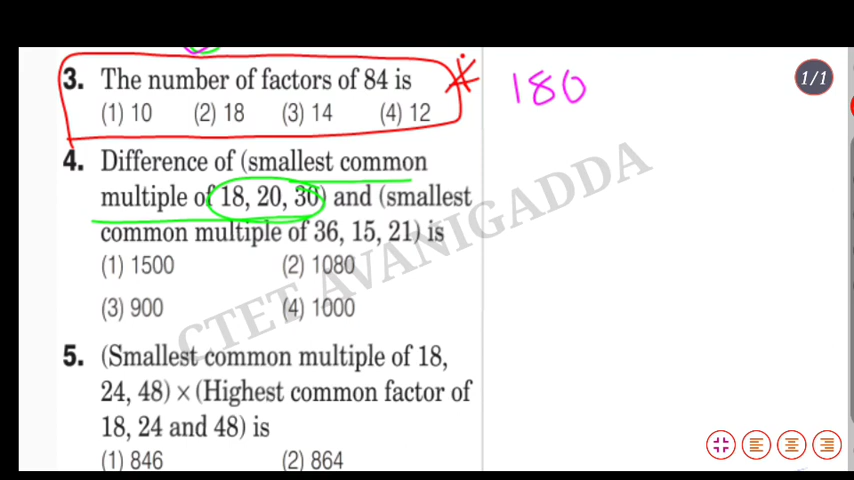 3. The number of factors of 84 is
(1) 10 (2) 18 (3) 14 (4) 12
4. Difference of (smallest common
multiple of 18, 20, 30) and (smallest
common multiple of 36, 15, 21) is
(1) 1500 (2) 1080
(3) 900 (4) 1000
5. (Smallest common multiple of 18,
24, 48) × (Highest common factor of
18, 24 and 48) is
(1) 846 (2) 864
180
1/1
CTET AVANIGADDA